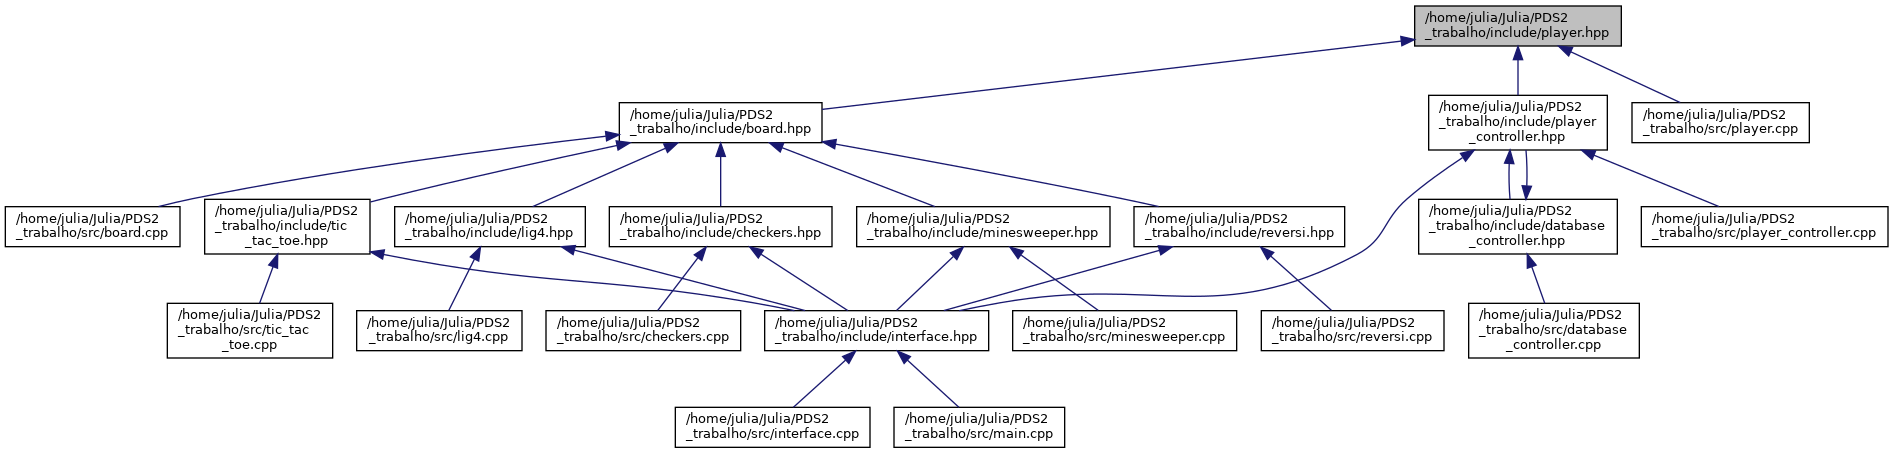 /home/julia/Julia/PDS2
_trabalho/include/player.hpp
/home/julia/Julia/PDS2
_trabalho/include/board.hpp
/home/julia/Julia/PDS2
_trabalho/include/player
_controller.hpp
/home/julia/Julia/PDS2
_trabalho/src/player.cpp
/home/julia/Julia/PDS2
_trabalho/src/board.cpp
/home/julia/Julia/PDS2
_trabalho/include/tic
_tac_toe.hpp
/home/julia/Julia/PDS2
_trabalho/include/lig4.hpp
/home/julia/Julia/PDS2
_trabalho/include/checkers.hpp
/home/julia/Julia/PDS2
_trabalho/include/minesweeper.hpp
/home/julia/Julia/PDS2
_trabalho/include/reversi.hpp
/home/julia/Julia/PDS2
_trabalho/include/database
_controller.hpp
/home/julia/Julia/PDS2
_trabalho/src/player_controller.cpp
/home/julia/Julia/PDS2
_trabalho/src/tic_tac
_toe.cpp
/home/julia/Julia/PDS2
_trabalho/src/lig4.cpp
/home/julia/Julia/PDS2
_trabalho/src/checkers.cpp
/home/julia/Julia/PDS2
_trabalho/include/interface.hpp
/home/julia/Julia/PDS2
_trabalho/src/minesweeper.cpp
/home/julia/Julia/PDS2
_trabalho/src/reversi.cpp
/home/julia/Julia/PDS2
_trabalho/src/database
_controller.cpp
/home/julia/Julia/PDS2
_trabalho/src/interface.cpp
/home/julia/Julia/PDS2
_trabalho/src/main.cpp